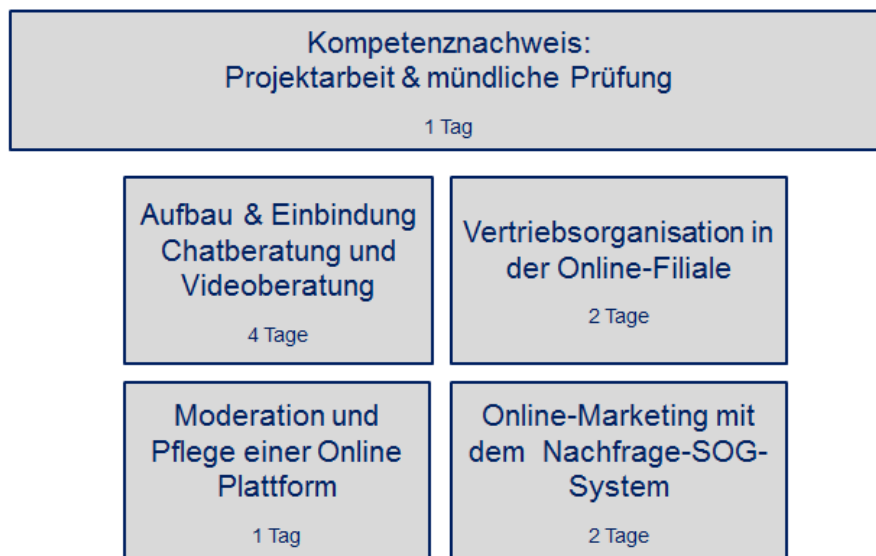 Kompetenznachweis:
Projektarbeit & mündliche Prüfung
1 Tag
Aufbau & Einbindung
Chatberatung und
Videoberatung
4 Tage
Vertriebsorganisation in
der Online-Filiale
2 Tage
Moderation und
Pflege einer Online
Plattform
1 Tag
Online-Marketing mit
dem Nachfrage-SOG-
System
2 Tage